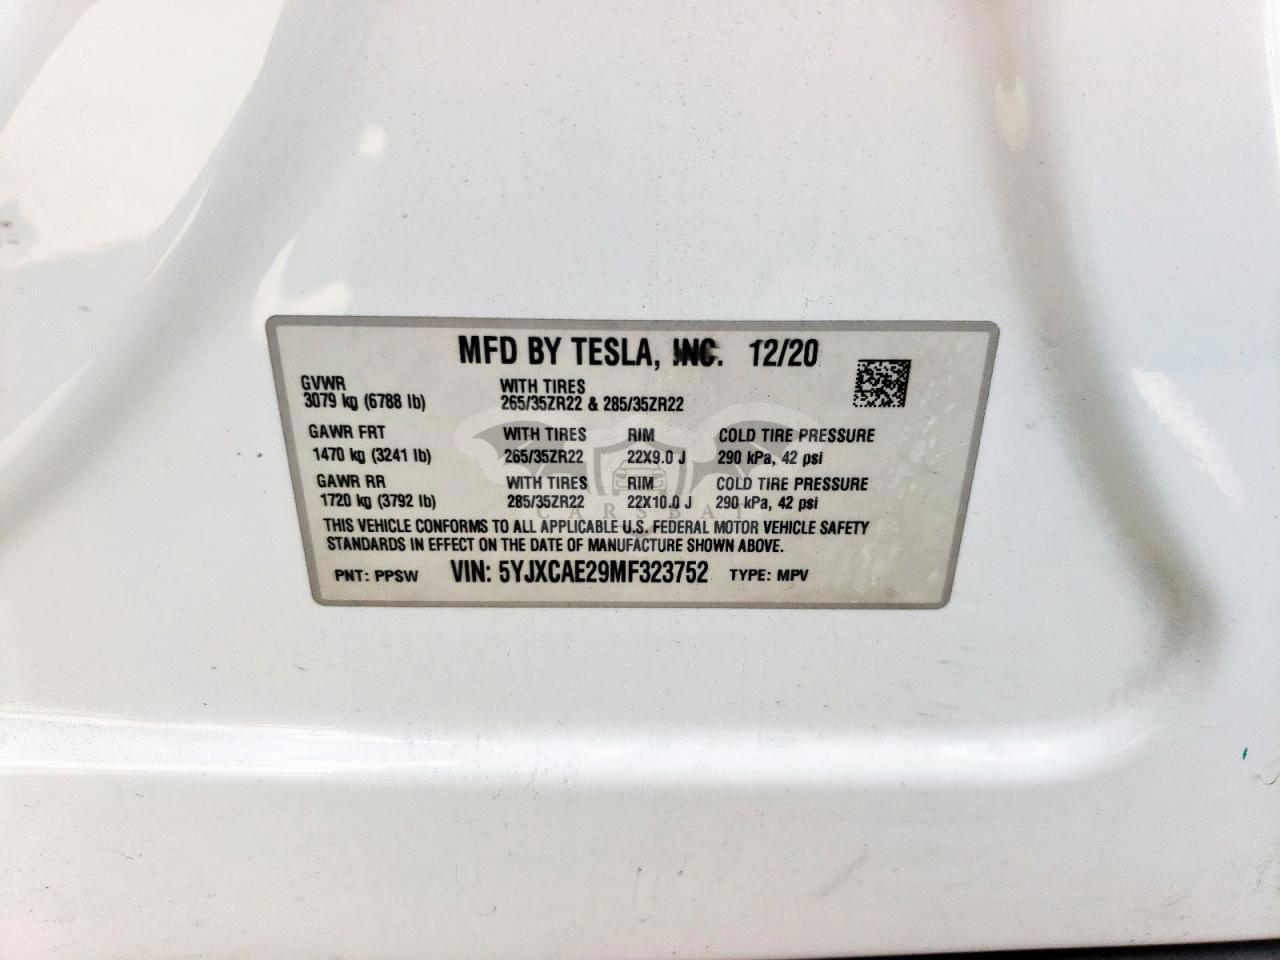 MFD BY TESLA, INC. 12/20
GVWR WITH TIRES
3079 kg (6788 lb) 265/35ZR22 & 285/35ZR22
GAWR FRT WITH TIRES RIM COLD TIRE PRESSURE
1470 kg (3241 lb) 265/35ZR22 22X9.0 J 290 kPa, 42 psi
GAWR RR WITH TIRES RIM COLD TIRE PRESSURE
1720 kg (3792 lb) 285/35ZR22 22X10.0 J 290 kPa, 42 psi
CARSBAT
THIS VEHICLE CONFORMS TO ALL APPLICABLE U.S. FEDERAL MOTOR VEHICLE SAFETY
STANDARDS IN EFFECT ON THE DATE OF MANUFACTURE SHOWN ABOVE.
PNT: PPSW VIN: 5YJXCAE29MF323752 TYPE: MPV